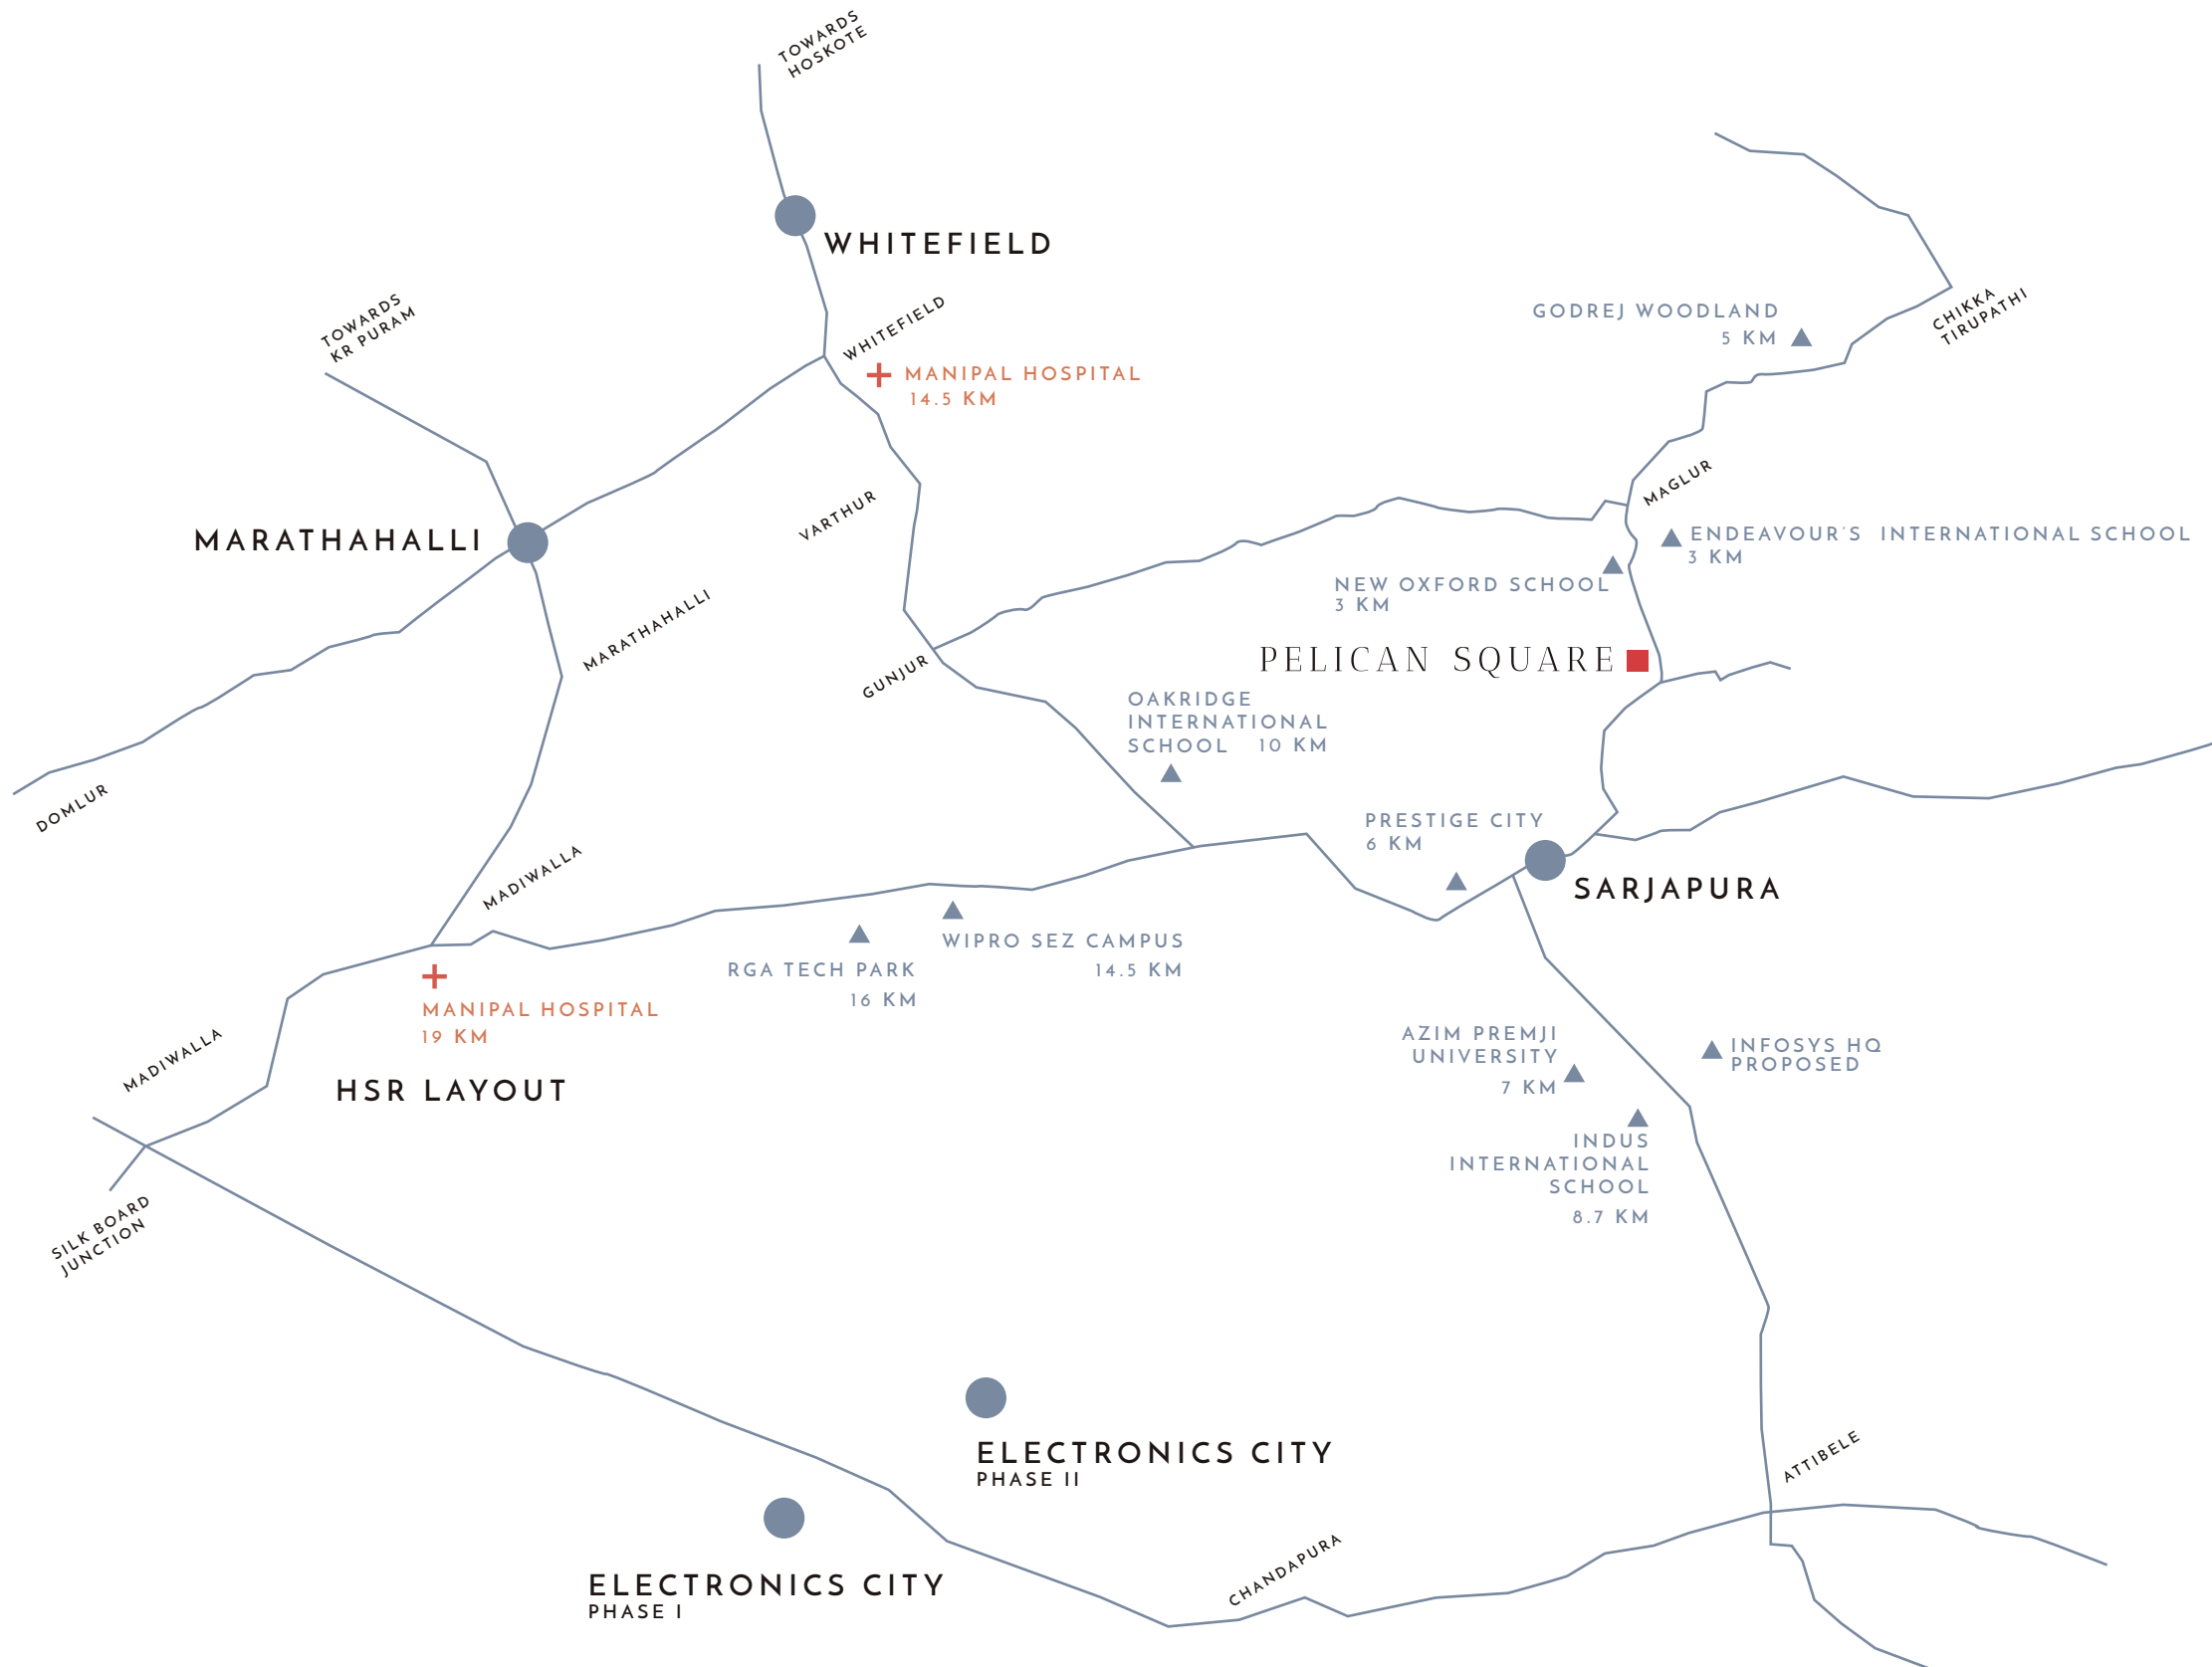 TOWARDS
HOSKOTE
WHITEFIELD
TOWARDS
KR PURAM
WHITEFIELD
MANIPAL HOSPITAL
14.5 KM
GODREJ WOODLAND
5 KM
CHIKKA
TIRUPATHI
MARATHAHALLI
VARTHUR
MAGLUR
ENDEAVOUR'S INTERNATIONAL SCHOOL
3 KM
NEW OXFORD SCHOOL
3 KM
MARATHAHALLI
GUNJUR
PELICAN SQUARE
OAKRIDGE
INTERNATIONAL
SCHOOL 10 KM
DOMLUR
PRESTIGE CITY
6 KM
MADIWALLA
SARJAPURA
WIPRO SEZ CAMPUS
14.5 KM
RGA TECH PARK
16 KM
MANIPAL HOSPITAL
19 KM
MADIWALLA
HSR LAYOUT
AZIM PREMJI
UNIVERSITY
7 KM
INFOSYS HQ
PROPOSED
INDUS
INTERNATIONAL
SCHOOL
8.7 KM
SILK BOARD
JUNCTION
ELECTRONICS CITY
PHASE II
ATTIBELE
ELECTRONICS CITY
PHASE I
CHANDAPURA